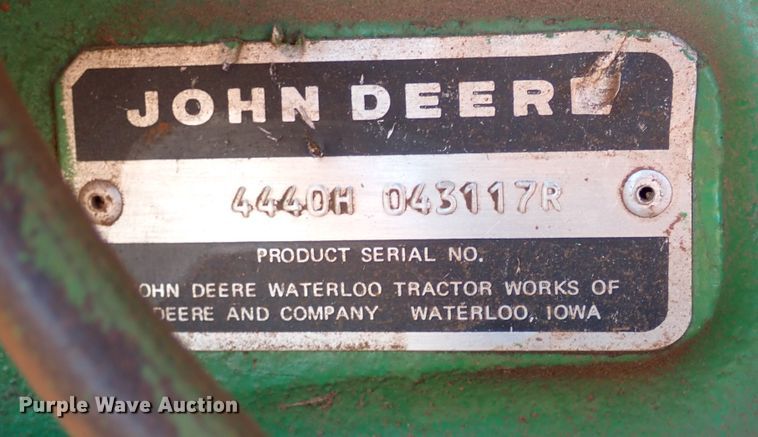 JOHN DEERE
4440H 043117R
PRODUCT SERIAL NO.
OHN DEERE WATERLOO TRACTOR WORKS OF
DEERE AND COMPANY WATERLOO, IOWA
Purple Wave Auction